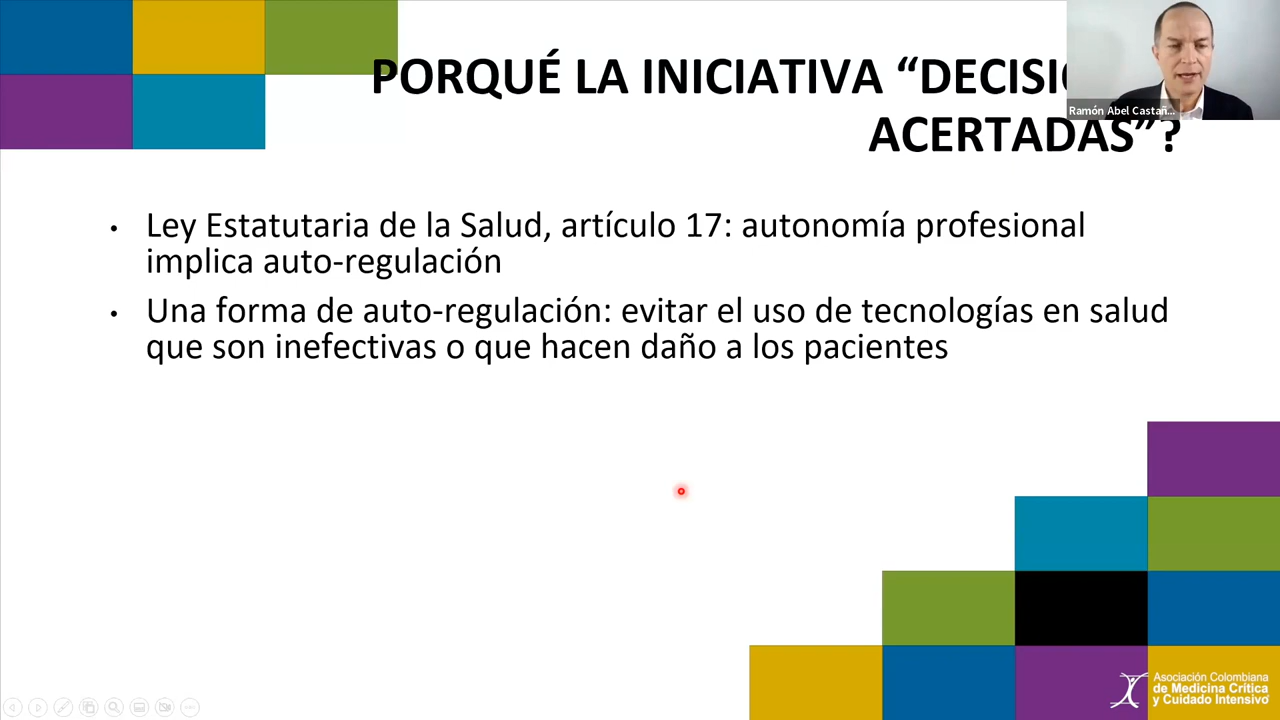 PORQUÉ LA INICIATIVA “DECISI
ACERTADAS”?
Ramón Abel Castañ...
• Ley Estatutaria de la Salud, artículo 17: autonomía profesional
implica auto-regulación
• Una forma de auto-regulación: evitar el uso de tecnologías en salud
que son inefectivas o que hacen daño a los pacientes
Asociación Colombiana
de Medicina Crítica
y Cuidado Intensivo